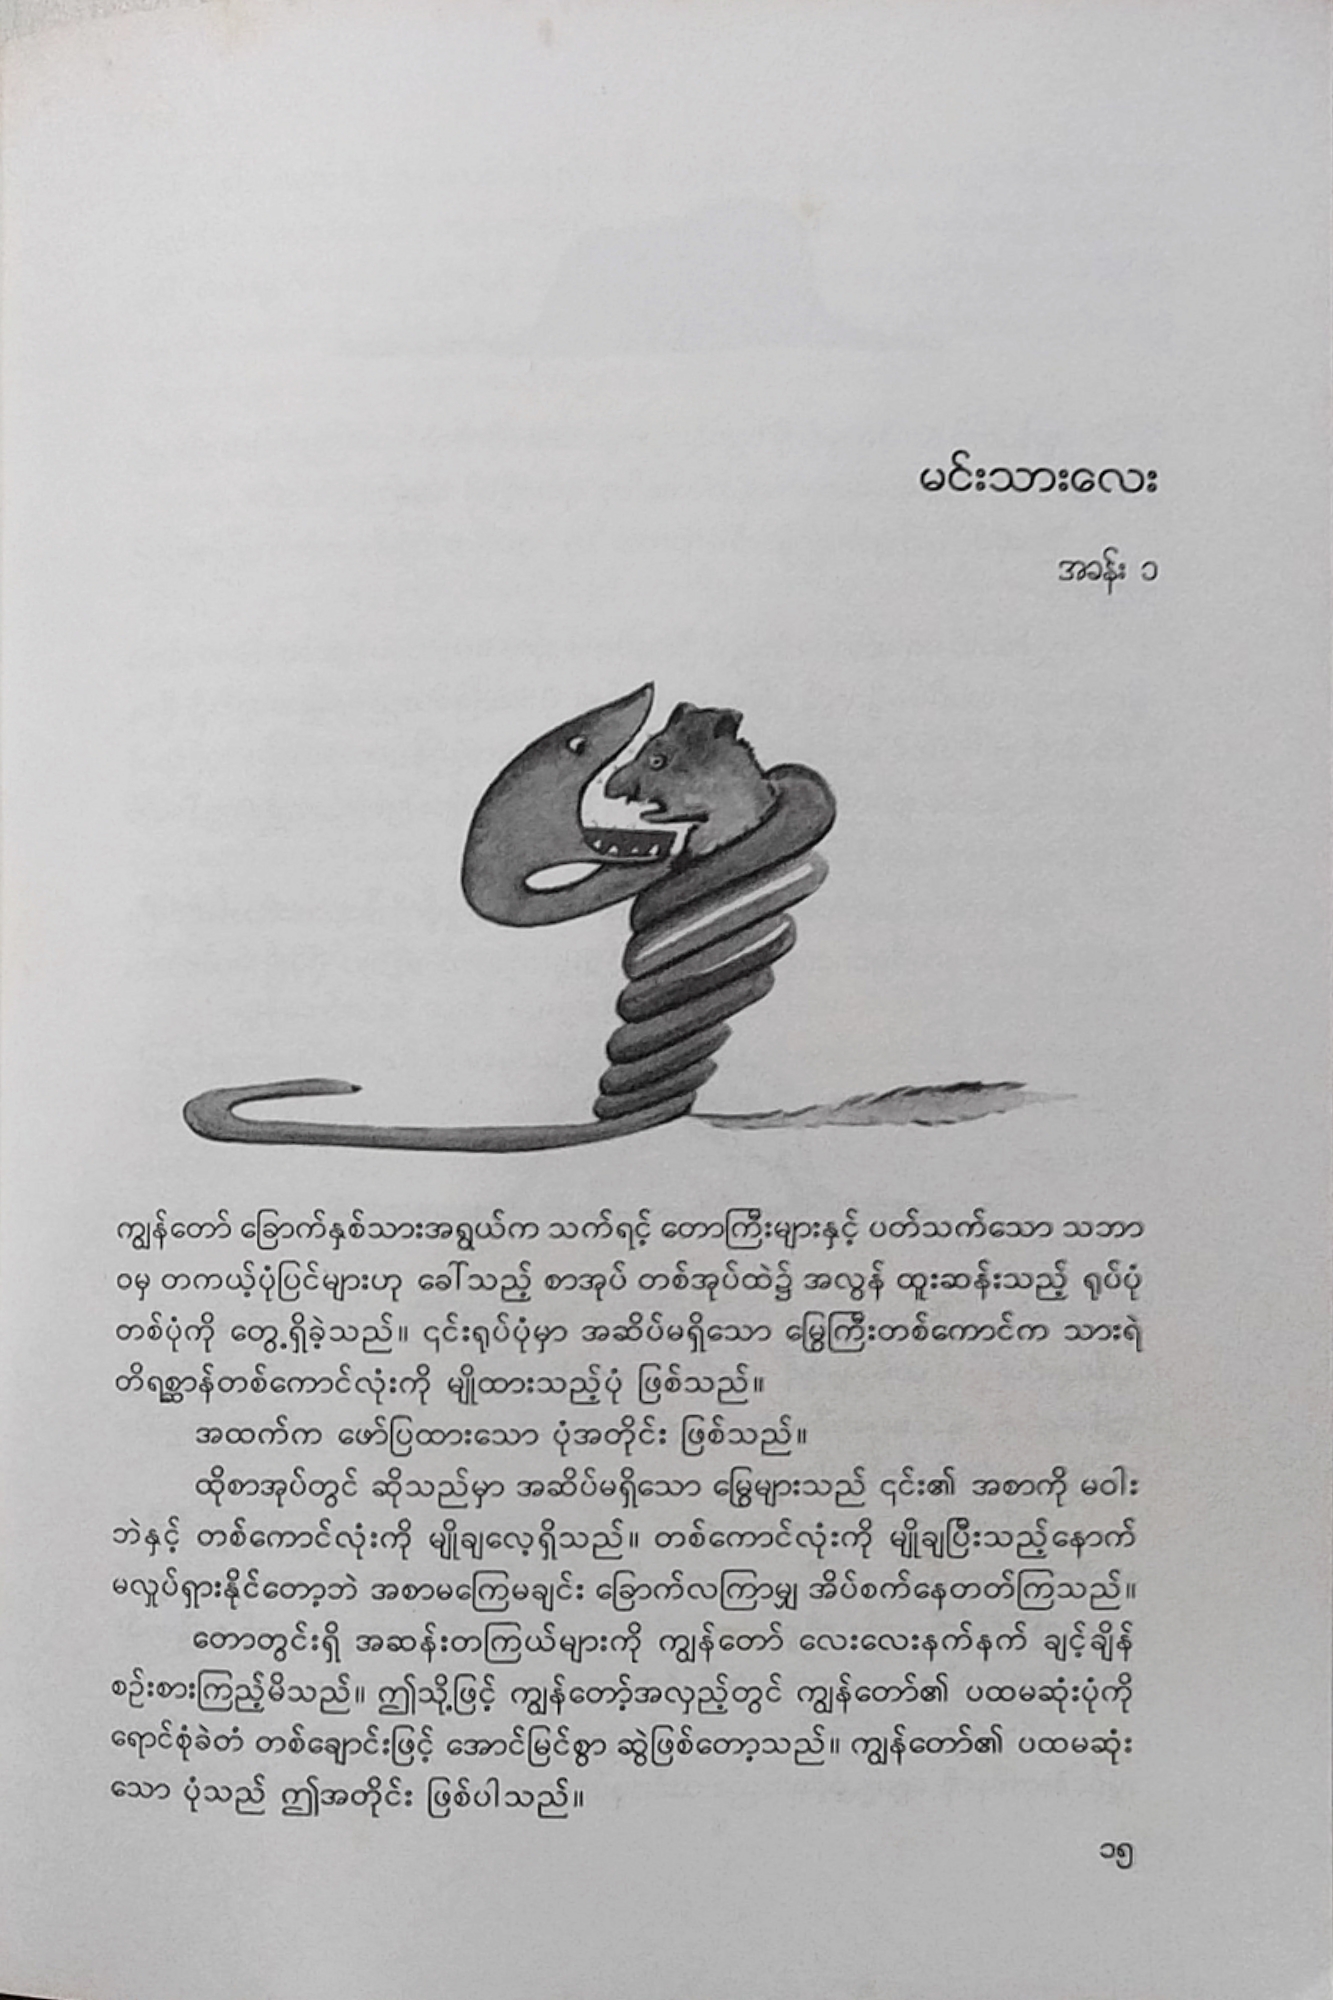 မင်းသားလေး
အခန်း ၁
ကျွန်တော် ခြောက်နှစ်သားအရွယ်က သက်ရင့် တောကြီးများနှင့် ပတ်သက်သော သဘာ
ဝမှ တကယ့်ပုံပြင်များဟု ခေါ်သည့် စာအုပ် တစ်အုပ်ထဲ၌ အလွန် ထူးဆန်းသည့် ရုပ်ပုံ
တစ်ပုံကို တွေ့ရှိခဲ့သည်။ ၎င်းရုပ်ပုံမှာ အဆိပ်မရှိသော မြွေကြီးတစ်ကောင်က သားရဲ
တိရစ္ဆာန်တစ်ကောင်လုံးကို မျိုထားသည့်ပုံ ဖြစ်သည်။
အထက်က ဖော်ပြထားသော ပုံအတိုင်း ဖြစ်သည်။
ထိုစာအုပ်တွင် ဆိုသည်မှာ အဆိပ်မရှိသော မြွေများသည် ၎င်း၏ အစာကို မဝါး
ဘဲနှင့် တစ်ကောင်လုံးကို မျိုချလေ့ရှိသည်။ တစ်ကောင်လုံးကို မျိုချပြီးသည့်နောက်
မလှုပ်ရှားနိုင်တော့ဘဲ အစာမကြေမချင်း ခြောက်လကြာမျှ အိပ်စက်နေတတ်ကြသည်။
တောတွင်းရှိ အဆန်းတကြယ်များကို ကျွန်တော် လေးလေးနက်နက် ချင့်ချိန်
စဉ်းစားကြည့်မိသည်။ ဤသို့ဖြင့် ကျွန်တော့်အလှည့်တွင် ကျွန်တော်၏ ပထမဆုံးပုံကို
ရောင်စုံခဲတံ တစ်ချောင်းဖြင့် အောင်မြင်စွာ ဆွဲဖြစ်တော့သည်။ ကျွန်တော်၏ ပထမဆုံး
သော ပုံသည် ဤအတိုင်း ဖြစ်ပါသည်။
၁၅